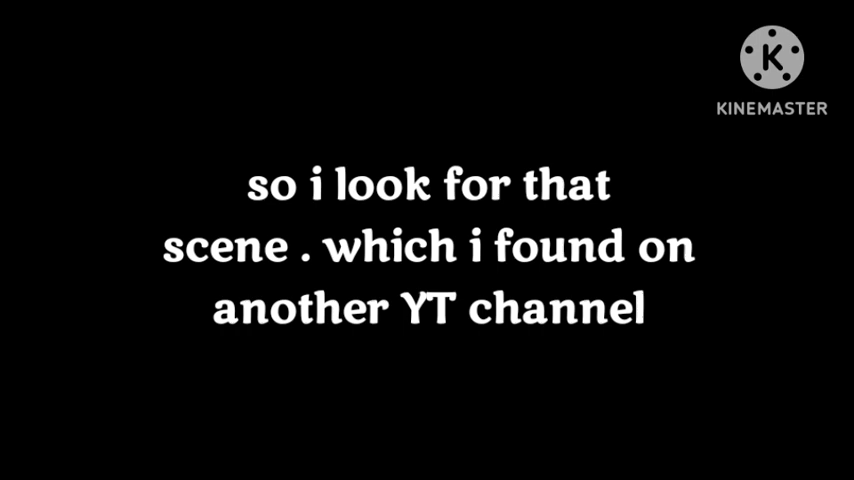 K
KINEMASTER
so i look for that
scene . which i found on
another YT channel